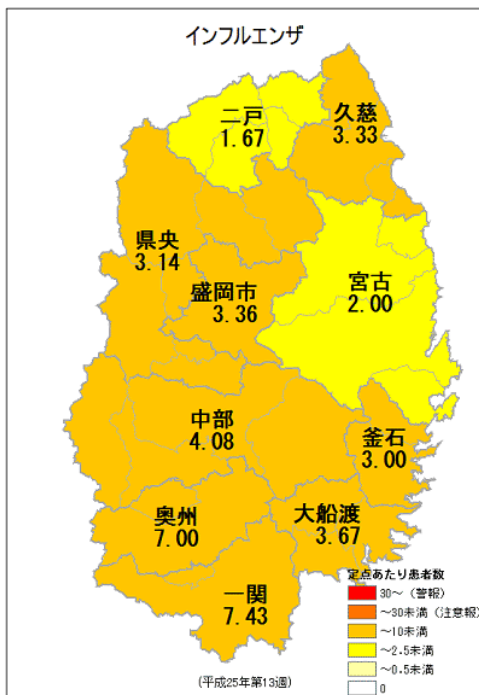 インフルエンザ
二戸
1.67
久慈
3.33
県央
3.14
盛岡市
3.36
宮古
2.00
中部
4.08
釜石
3.00
奥州
7.00
大船渡
3.67
一関
7.43
定点あたり患者数
30～（警報）
～30未満（注意報）
～10未満
～2.5未満
～0.5未満
0
(平成25年第13週)